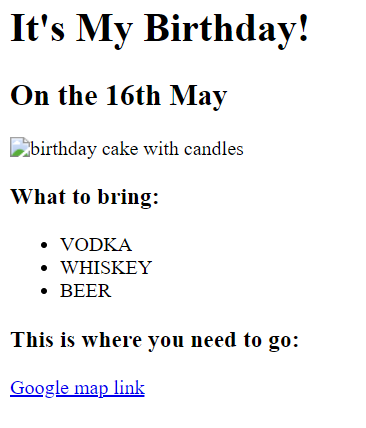 It's My Birthday!
On the 16th May
birthday cake with candles
What to bring:
VODKA
WHISKEY
BEER
This is where you need to go:
Google map link